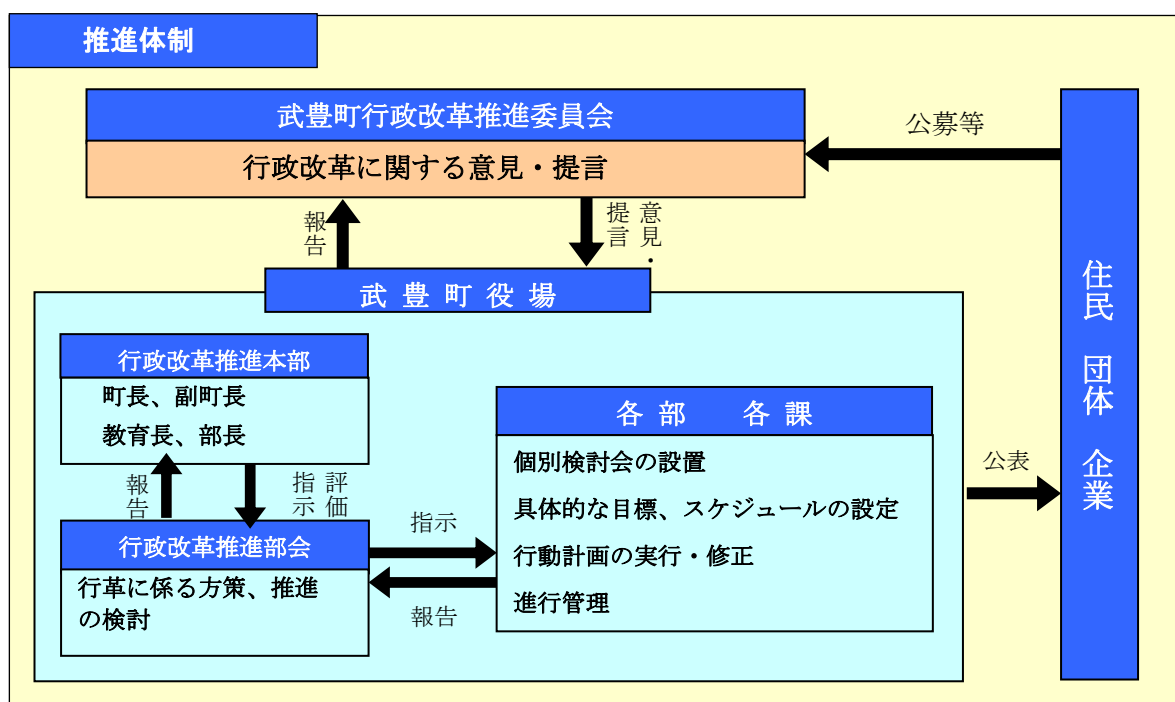 推進体制
武豊町行政改革推進委員会
行政改革に関する意見・提言
公募等
報告
意見・
提言
武豊町役場
行政改革推進本部
町長、副町長
教育長、部長
報告
評価
指示
行政改革推進部会
行革に係る方策、推進
の検討
指示
報告
各部 各課
個別検討会の設置
具体的な目標、スケジュールの設定
行動計画の実行・修正
進行管理
公表
住民 団体 企業